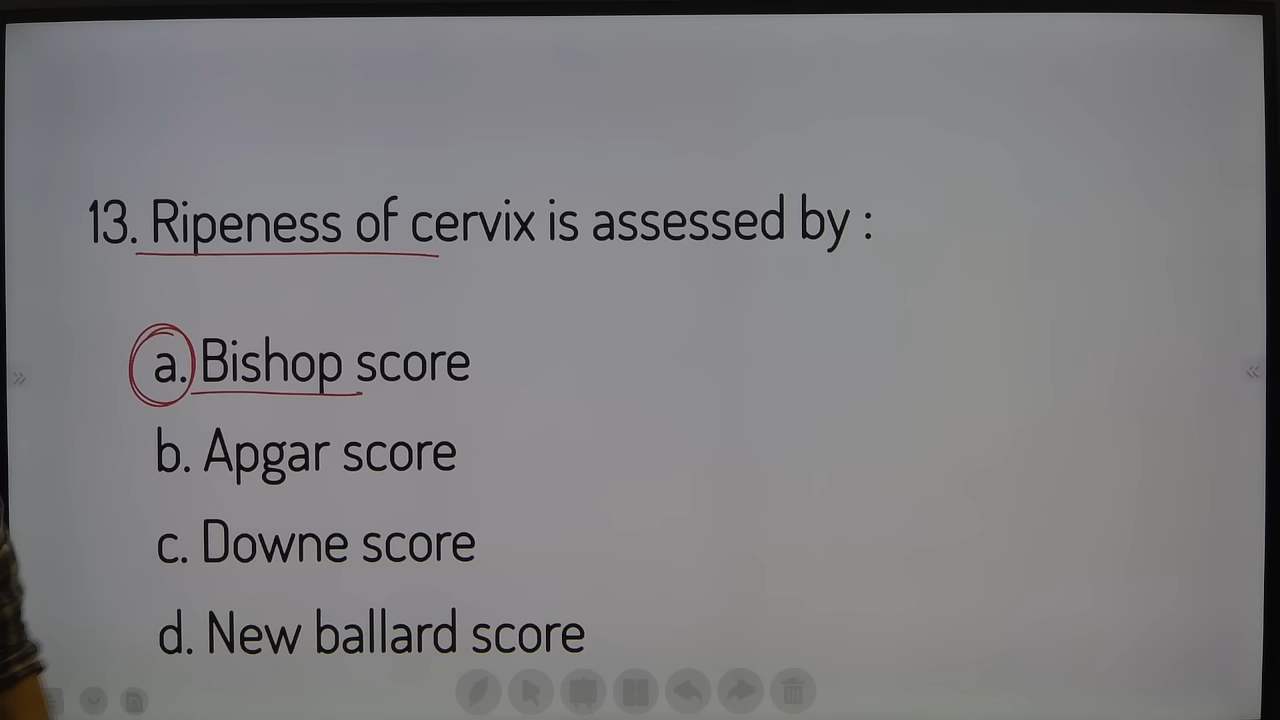 13. Ripeness of cervix is assessed by :
a. Bishop score
b. Apgar score
c. Downe score
d. New ballard score